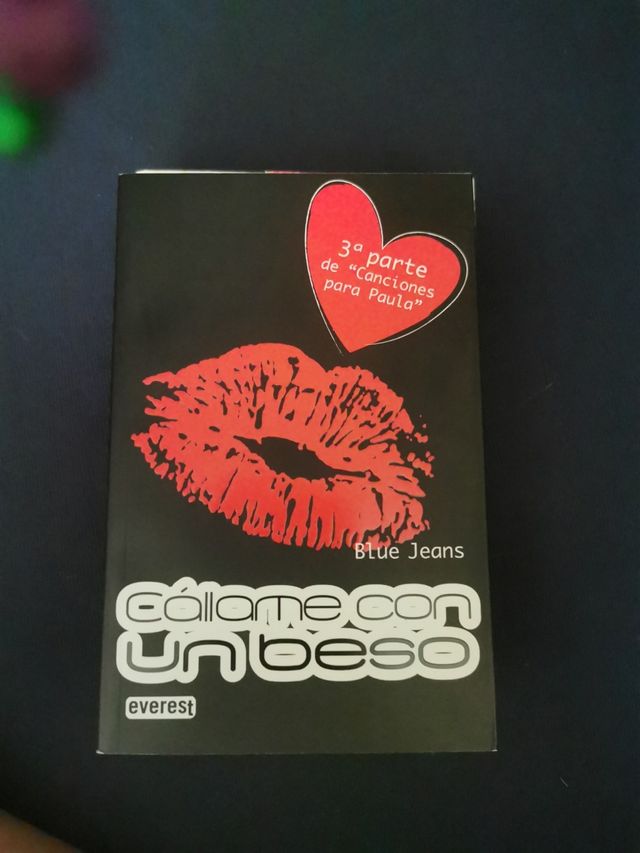 3ª parte
de "Canciones
para Paula"
Blue Jeans
Cállame con
un beso
everest